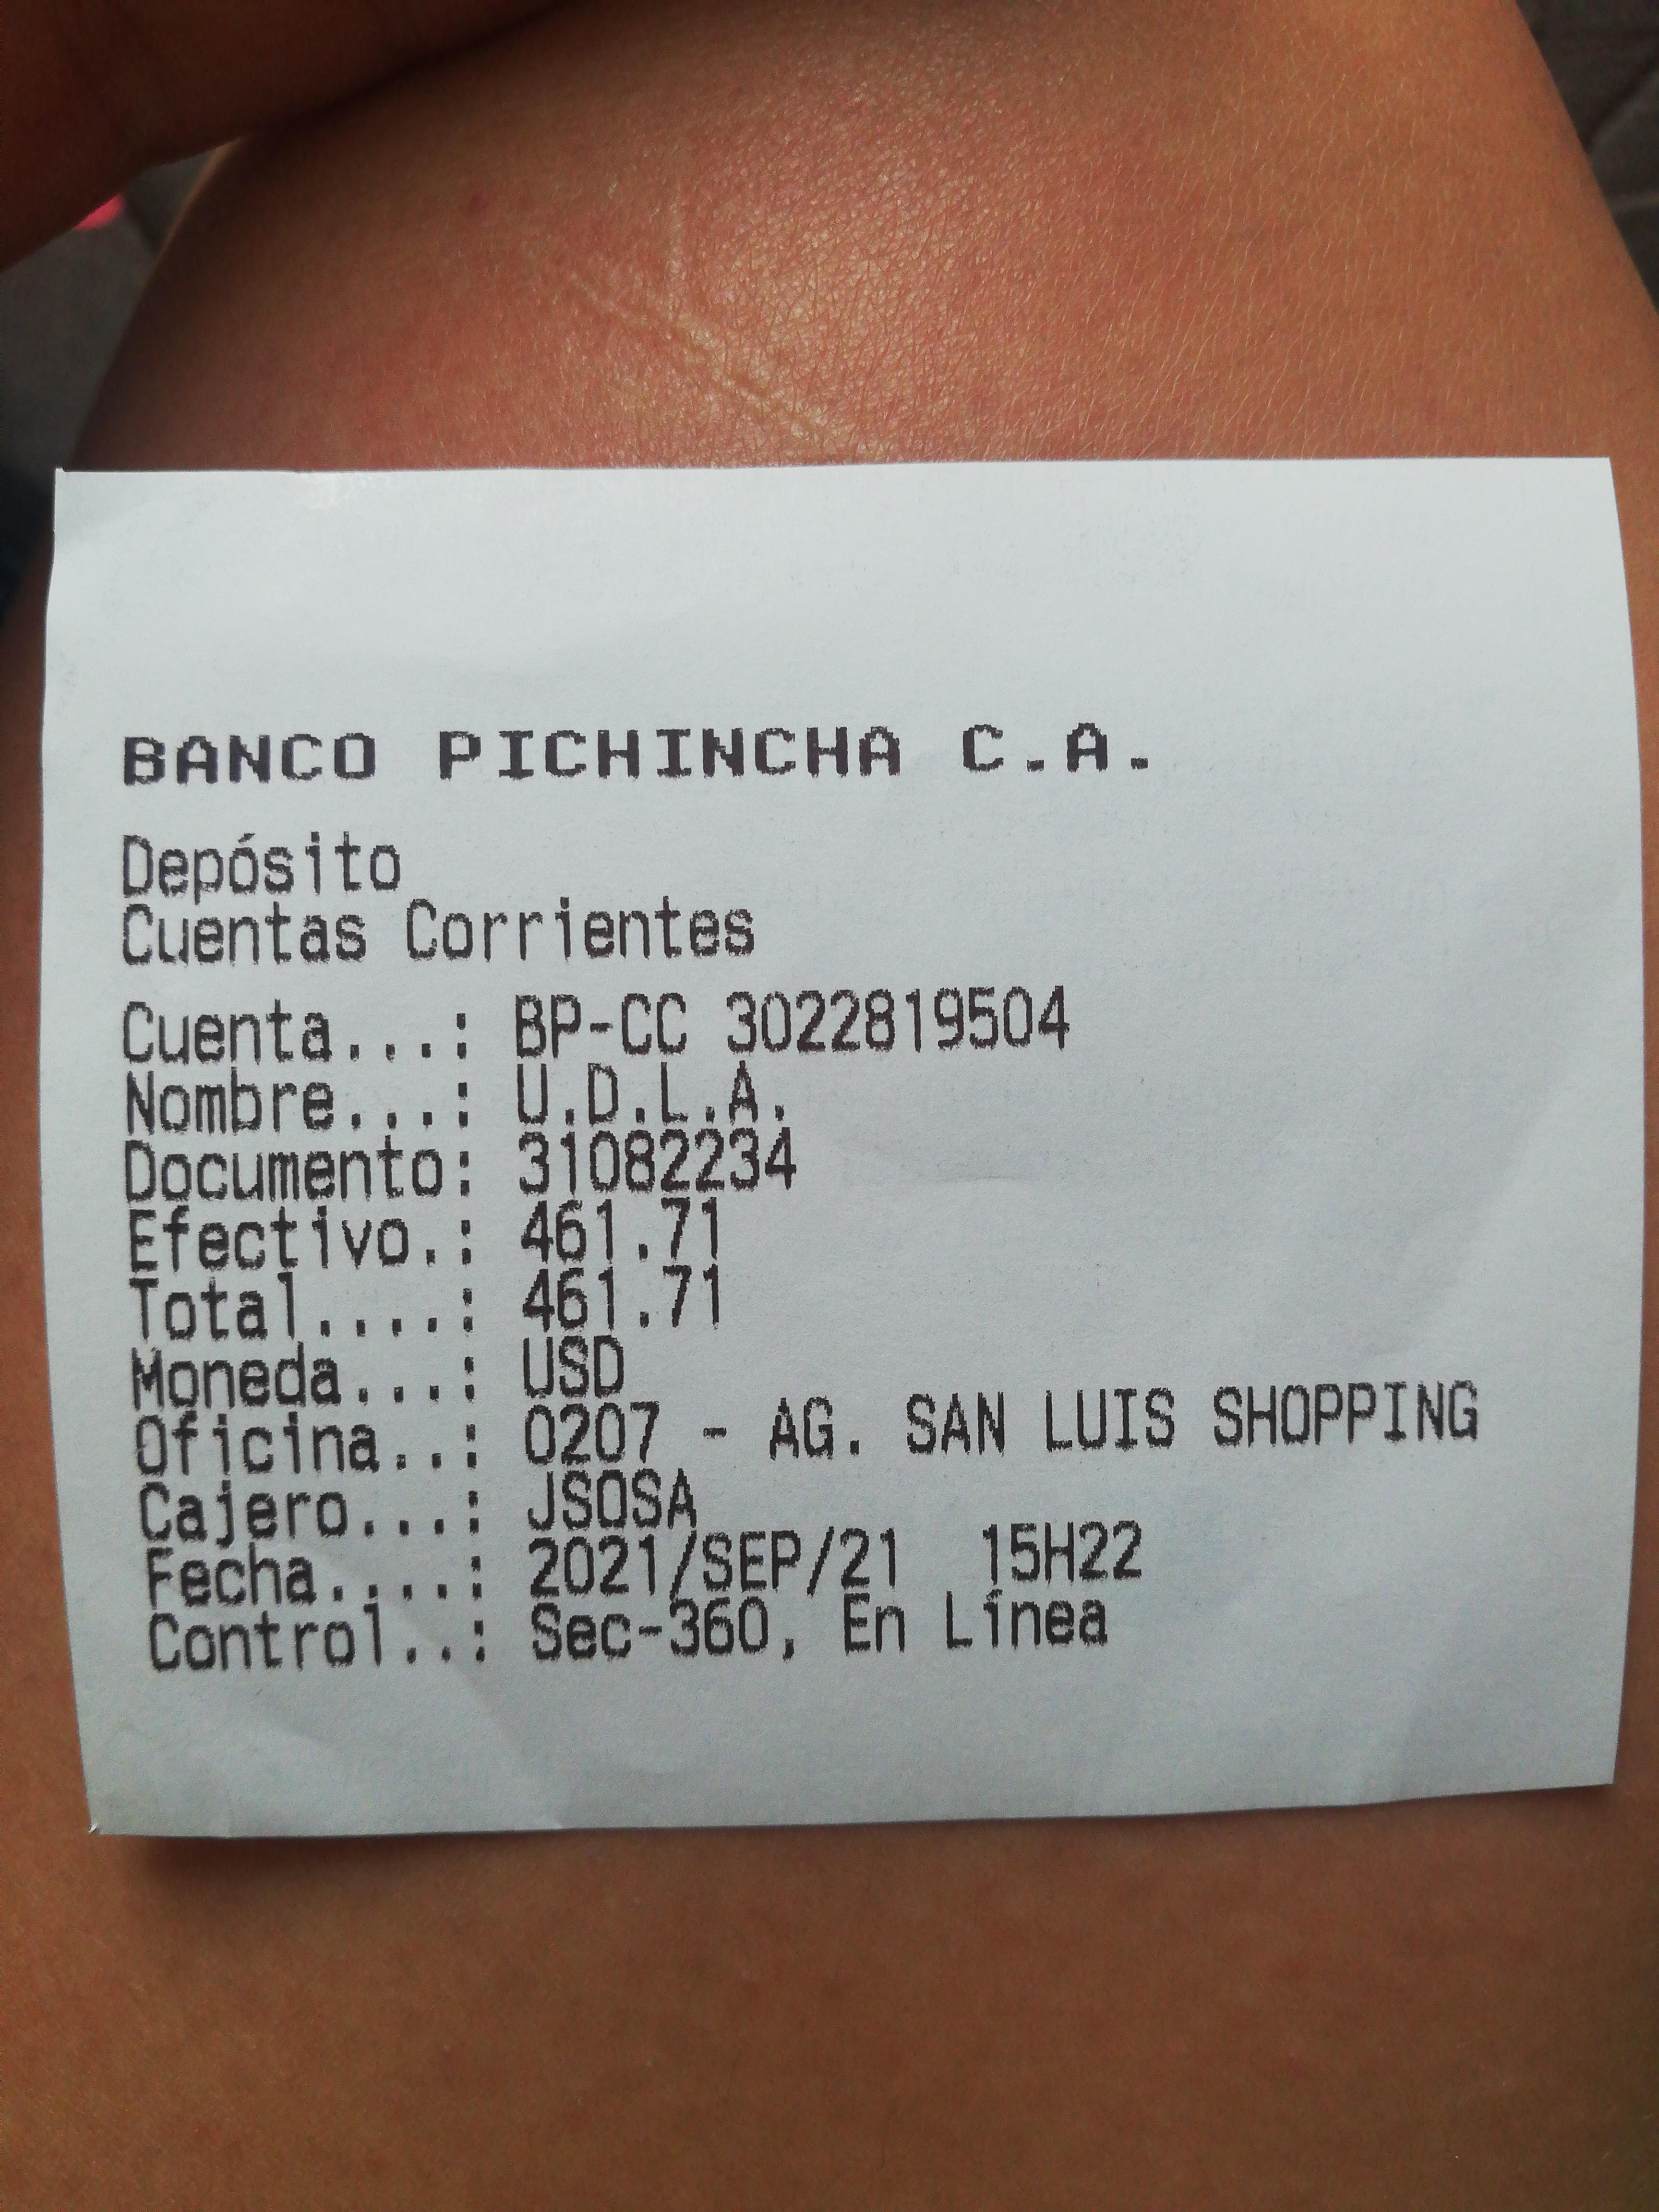 BANCO PICHINCHA C.A.
Depósito
Cuentas Corrientes
Cuenta...: BP-CC 3022819504
Nombre...: U.D.L.A.
Documento: 31082234
Efectivo.: 461.71
Total....: 461.71
Moneda...: USD
Oficina..: 0207 - AG. SAN LUIS SHOPPING
Cajero...: JSOSA
Fecha....: 2021/SEP/21  15H22
Control..: Sec-360, En Línea